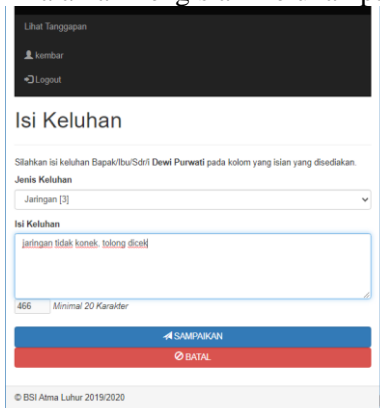 Lihat Tanggapan
kembar
Logout
Isi Keluhan
Silahkan isi keluhan Bapak/Ibu/Sdr/i Dewi Purwati pada kolom yang isian yang disediakan.
Jenis Keluhan
Jaringan [3]
Isi Keluhan
jaringan tidak konek, tolong dicek
466 Minimal 20 Karakter
SAMPAIKAN
BATAL
© BSI Atma Luhur 2019/2020